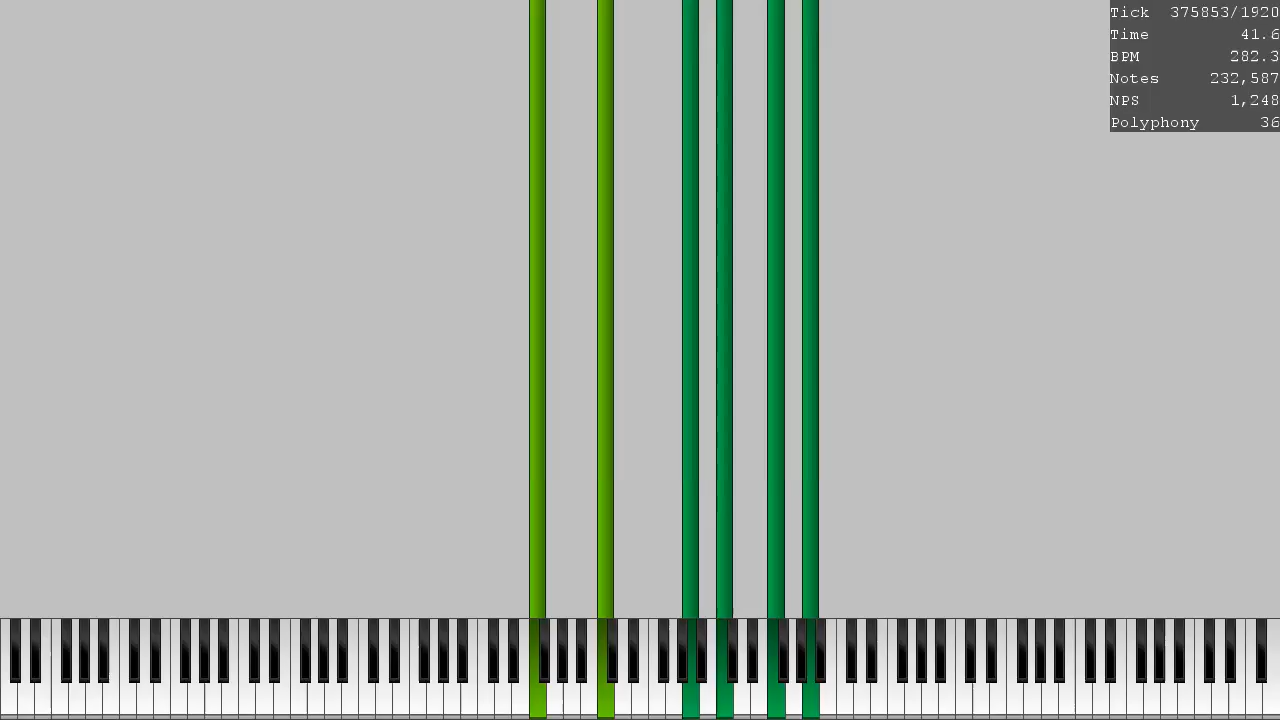 Tick 375853/1920
Time 41.6
BPM 282.3
Notes 232,587
NPS 1,248
Polyphony 36